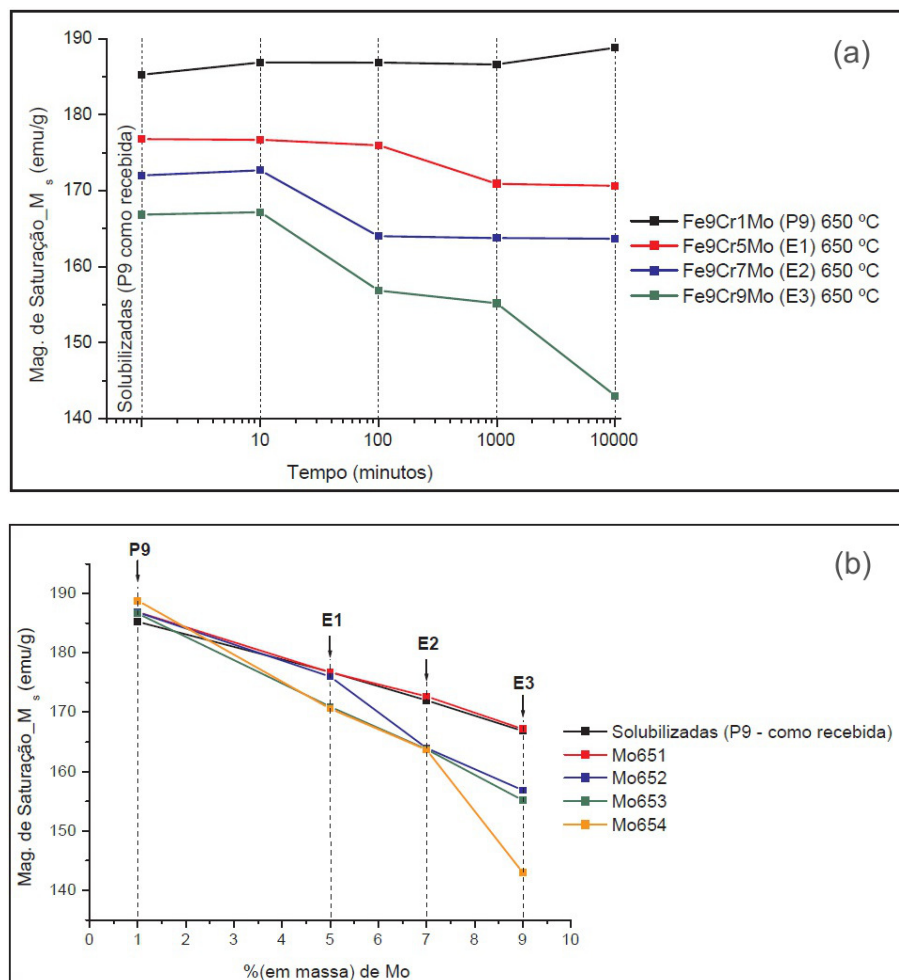 (a)
190
180
170
160
150
140
Mag. de Saturação_M s (emu/g)
Solubilizadas (P9 como recebida)
10
100
1000
10000
Tempo (minutos)
Fe9Cr1Mo (P9) 650 ºC
Fe9Cr5Mo (E1) 650 ºC
Fe9Cr7Mo (E2) 650 ºC
Fe9Cr9Mo (E3) 650 ºC
(b)
P9
E1
E2
E3
190
180
170
160
150
140
Mag. de Saturação_M s (emu/g)
0 1 2 3 4 5 6 7 8 9 10
%(em massa) de Mo
Solubilizadas (P9 - como recebida)
Mo651
Mo652
Mo653
Mo654